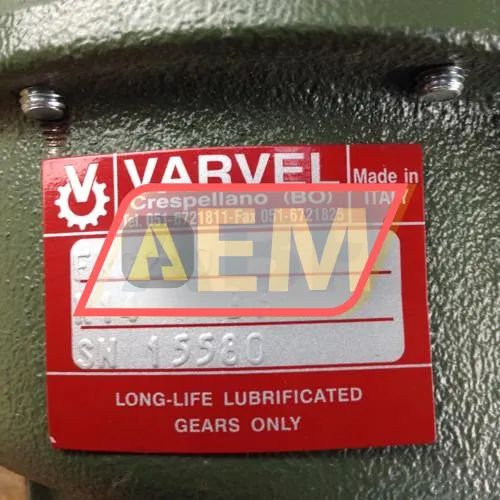 VARVEL
Made in
ITALY
Crespellano (BO)
Tel. 051-6721811-Fax 051-6721825
AEM
SN 15580
LONG-LIFE LUBRIFICATED
GEARS ONLY